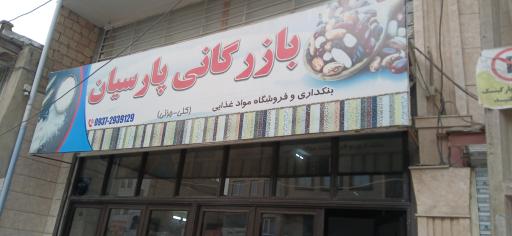 بازرگانی پارسیان
بنکداری و فروشگاه مواد غذایی (کلی-جزئی)
0937-2939129